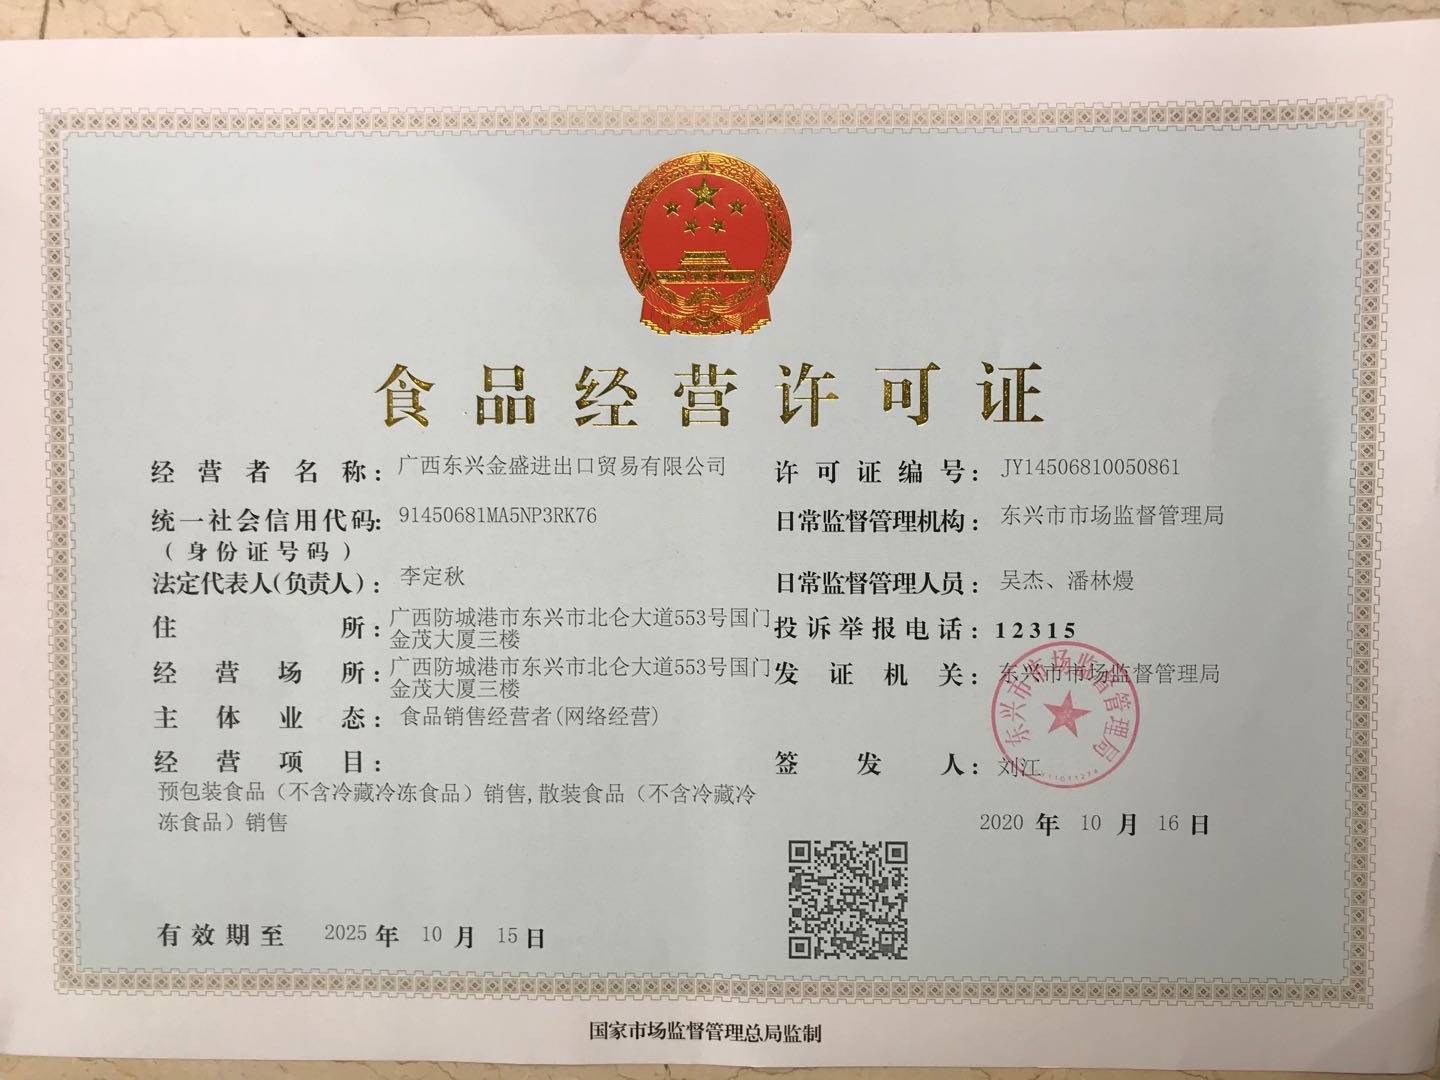 食品经营许可证
经营者名称：广西东兴金盛进出口贸易有限公司
统一社会信用代码：91450681MA5NP3RK76
（身份证号码）
法定代表人(负责人)：李定秋
住所：广西防城港市东兴市北仑大道553号国门
金茂大厦三楼
经营场所：广西防城港市东兴市北仑大道553号国门
金茂大厦三楼
主体业态：食品销售经营者(网络经营)
经营项目：
预包装食品（不含冷藏冷冻食品）销售,散装食品（不含冷藏冷
冻食品）销售
有效期至 2025年10月15日
许可证编号：JY14506810050861
日常监督管理机构：东兴市市场监督管理局
日常监督管理人员：吴杰、潘林熳
投诉举报电话：12315
发证机关：东兴市市场监督管理局
东兴市市场监督管理局
签发人：刘江
2020年10月16日
国家市场监督管理总局监制